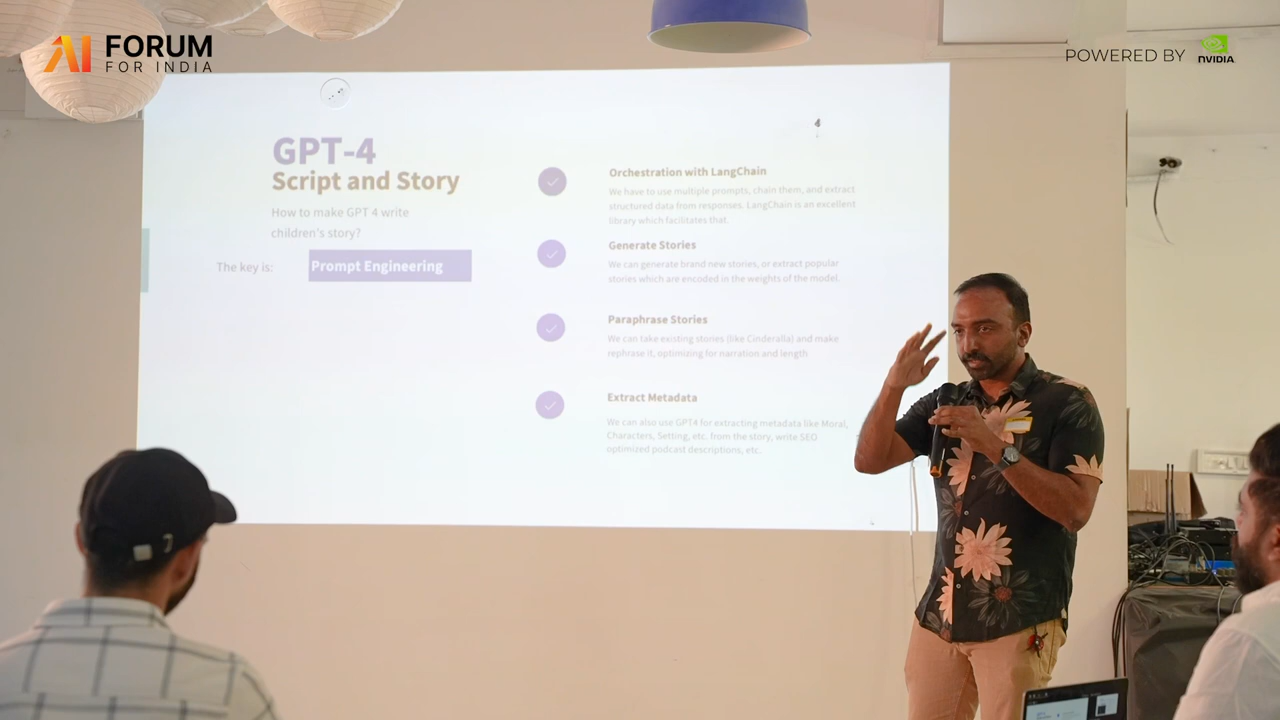 AI FORUM
FOR INDIA
POWERED BY NVIDIA
4
GPT-4
Script and Story
How to make GPT 4 write
children's story?
The key is: Prompt Engineering
Orchestration with LangChain
We have to use multiple prompts, chain them, and extract
structured data from responses. LangChain is an excellent
library which facilitates that.
Generate Stories
We can generate brand new stories, or extract popular
stories which are encoded in the weights of the model.
Paraphrase Stories
We can take existing stories (like Cinderalla) and make
rephrase it, optimizing for narration and length
Extract Metadata
We can also use GPT4 for extracting metadata like Moral,
Characters, Setting, etc. from the story, write SEO
optimized podcast descriptions, etc.